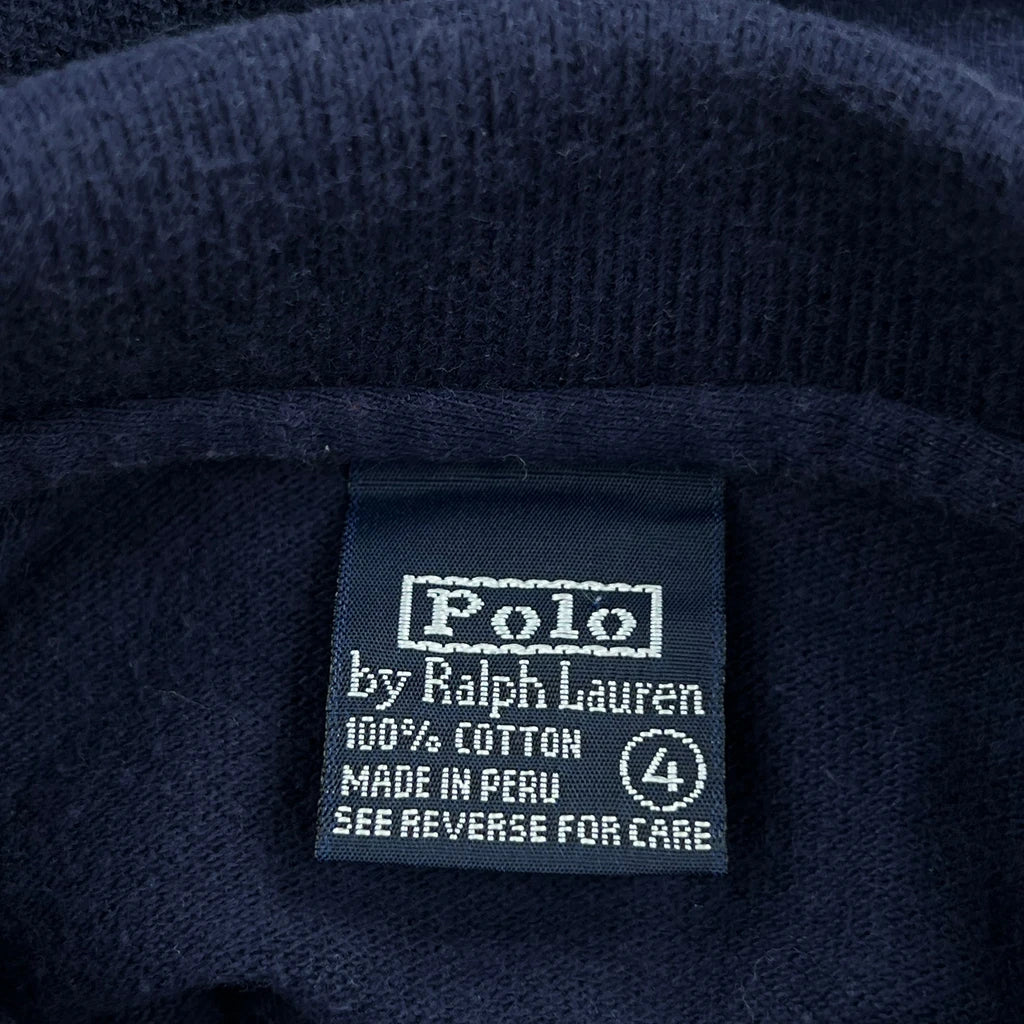 Polo
by Ralph Lauren
100% COTTON
MADE IN PERU
4
SEE REVERSE FOR CARE